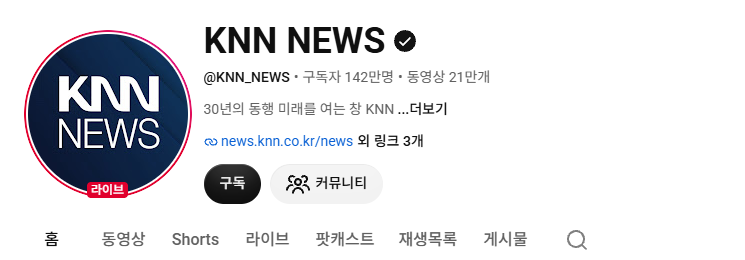 KNN
NEWS
라이브
KNN NEWS
@KNN_NEWS • 구독자 142만명 • 동영상 21만개
30년의 동행 미래를 여는 창 KNN ...더보기
news.knn.co.kr/news 외 링크 3개
구독 커뮤니티
홈 동영상 Shorts 라이브 팟캐스트 재생목록 게시물